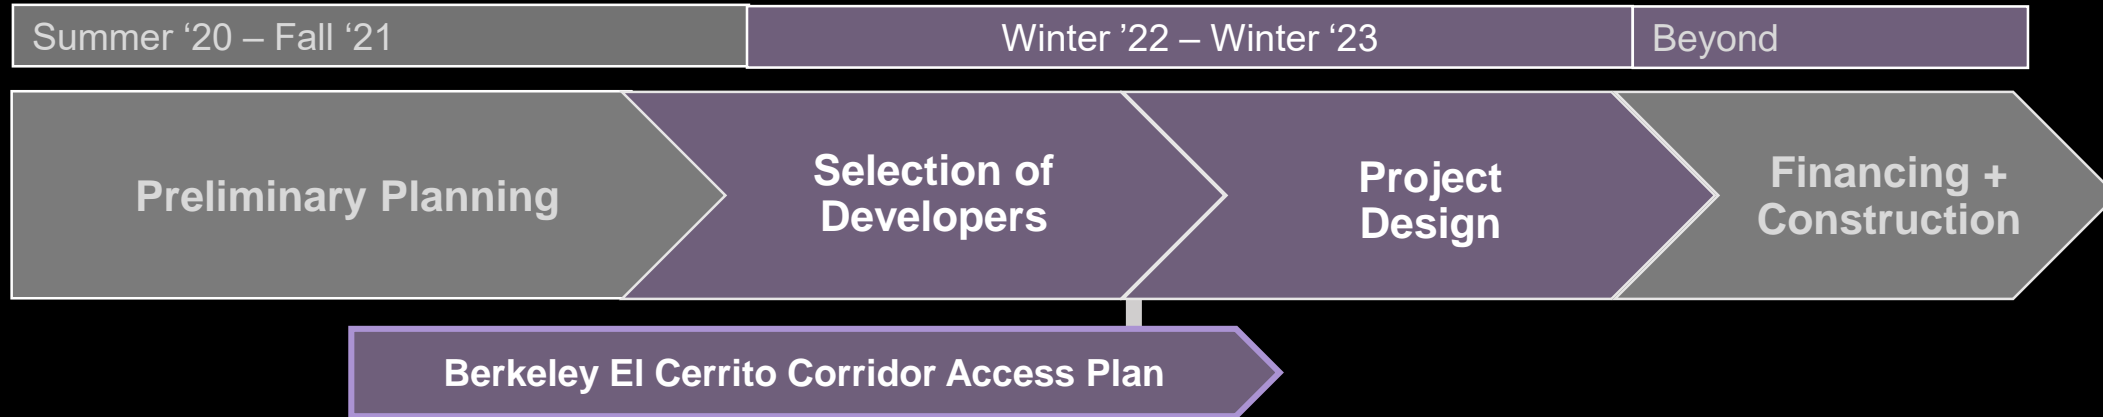 Summer ‘20 – Fall ‘21
Winter ’22 – Winter ‘23
Beyond
Preliminary Planning
Selection of
Developers
Project
Design
Financing +
Construction
Berkeley El Cerrito Corridor Access Plan